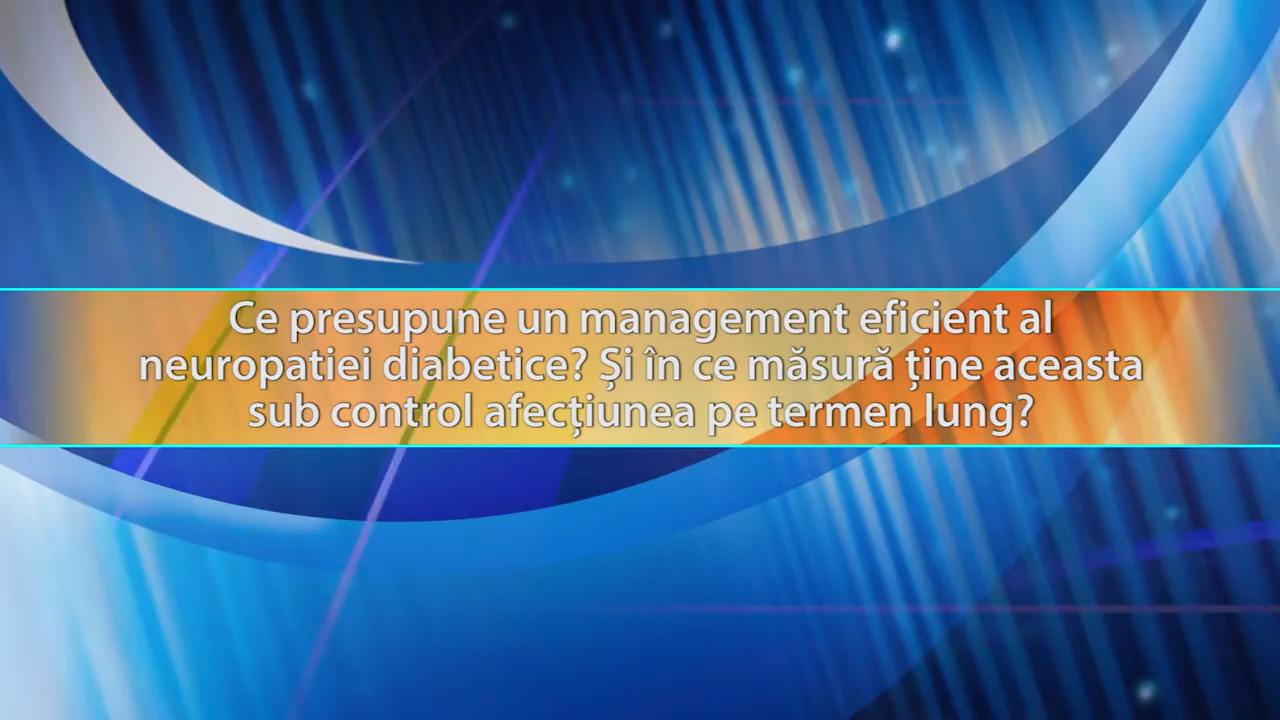 Ce presupune un management eficient al
neuropatiei diabetice? Și în ce măsură ține aceasta
sub control afecțiunea pe termen lung?